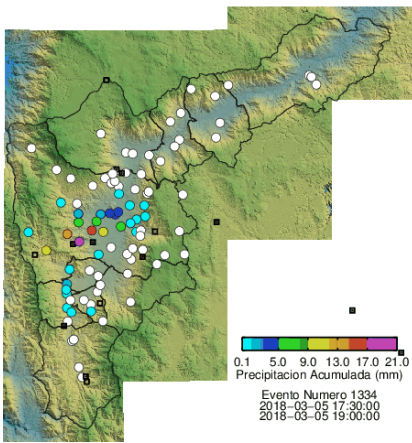 0.1 5.0 9.0 13.0 17.0 21.0
Precipitacion Acumulada (mm)
Evento Numero 1334
2018-03-05 17:30:00
2018-03-05 19:00:00